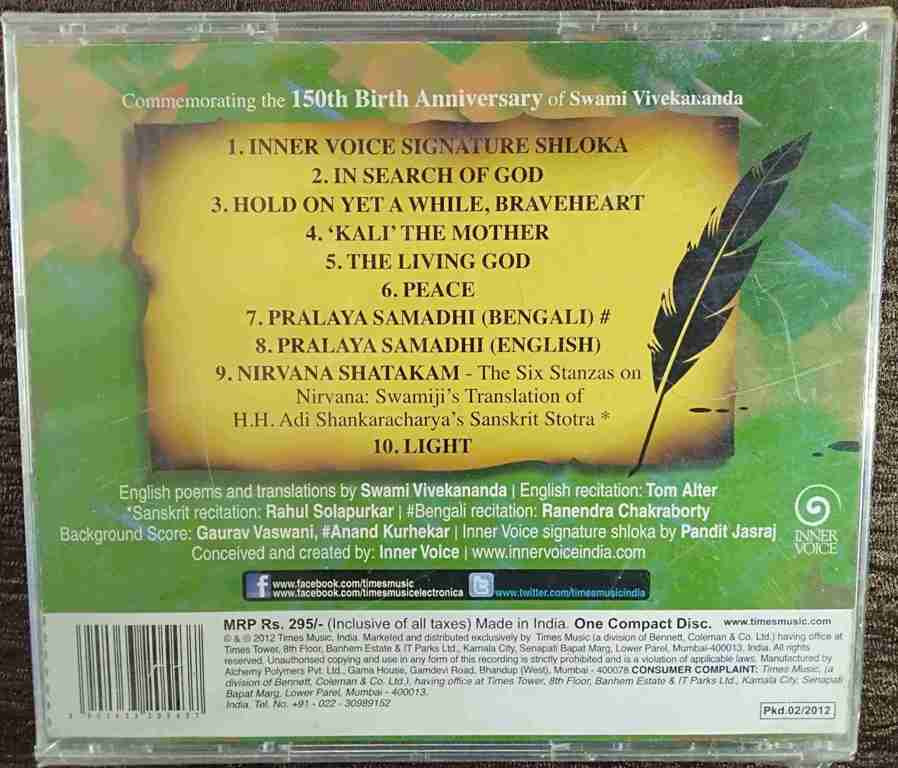 Commemorating the 150th Birth Anniversary of Swami Vivekananda
1. INNER VOICE SIGNATURE SHLOKA
2. IN SEARCH OF GOD
3. HOLD ON YET A WHILE, BRAVEHEART
4. ‘KALI’ THE MOTHER
5. THE LIVING GOD
6. PEACE
7. PRALAYA SAMADHI (BENGALI) #
8. PRALAYA SAMADHI (ENGLISH)
9. NIRVANA SHATAKAM - The Six Stanzas on
Nirvana: Swamiji's Translation of
H.H. Adi Shankaracharya's Sanskrit Stotra *
10. LIGHT
English poems and translations by Swami Vivekananda | English recitation: Tom Alter
*Sanskrit recitation: Rahul Solapurkar | #Bengali recitation: Ranendra Chakraborty
Background Score: Gaurav Vaswani, #Anand Kurhekar | Inner Voice signature shloka by Pandit Jasraj
Conceived and created by: Inner Voice | www.innervoiceindia.com
INNER
VOICE
www.facebook.com/timesmusic
www.facebook.com/timesmusicelectronica
www.twitter.com/timesmusicindia
MRP Rs. 295/- (Inclusive of all taxes) Made in India. One Compact Disc. www.timesmusic.com
℗ & © 2012 Times Music, India. Marketed and distributed exclusively by Times Music (a division of Bennett, Coleman & Co. Ltd.) having office at
Times Tower, 8th Floor, Banhem Estate & IT Parks Ltd., Kamala City, Senapati Bapat Marg, Lower Parel, Mumbai-400013, India. All rights
reserved. Unauthorised copying and use in any form of this recording is strictly prohibited and is a violation of applicable laws. Manufactured by
Alchemy Polymers Pvt. Ltd., Gama House, Gamdevi Road, Bhandup (West), Mumbai - 400078 CONSUMER COMPLAINT: Times Music, (a
division of Bennett, Coleman & Co. Ltd.), having office at Times Tower, 8th Floor, Banhem Estate & IT Parks Ltd., Kamala City, Senapati
Bapat Marg, Lower Parel, Mumbai - 400013.
India. Tel. No. +91 - 022 - 30989152
Pkd.02/2012